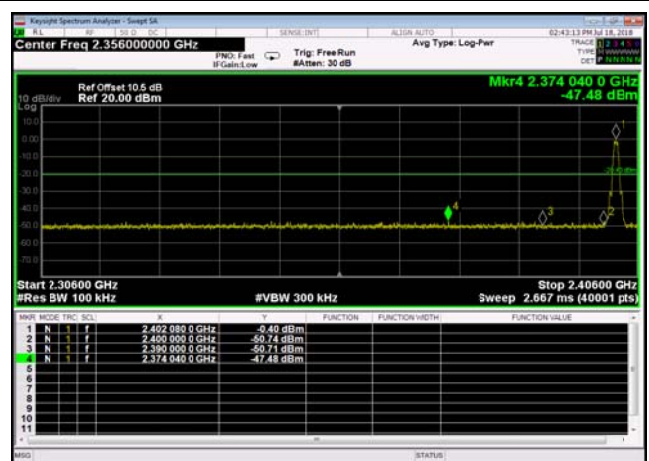 Keysight Spectrum Analyzer - Swept SA
RL RF 50 Ω DC SENSE:INT ALIGN AUTO 02:43:13 PM Jul 18, 2018
Center Freq 2.356000000 GHz
PNO: Fast
IFGain:Low
Trig: Free Run
#Atten: 30 dB
Avg Type: Log-Pwr
TRACE 1 2 3 4 5 6
TYPE
DET P N N N N N
Mkr4 2.374 040 0 GHz
-47.48 dBm
Ref Offset 10.5 dB
10 dB/div Ref 20.00 dBm
Log
10.0
0.00
-10.0
-20.0
-30.0
-40.0
-50.0
-60.0
-70.0
1
4
3
2
Start 2.30600 GHz
Stop 2.40600 GHz
#Res BW 100 kHz
#VBW 300 kHz
Sweep 2.667 ms (40001 pts)
MKR MODE TRC SCL X Y FUNCTION FUNCTION WIDTH FUNCTION VALUE
1 N 1 f 2.402 080 0 GHz -0.40 dBm
2 N 1 f 2.400 000 0 GHz -50.74 dBm
3 N 1 f 2.390 000 0 GHz -50.71 dBm
4 N 1 f 2.374 040 0 GHz -47.48 dBm
5
6
7
8
9
10
11
MSG STATUS